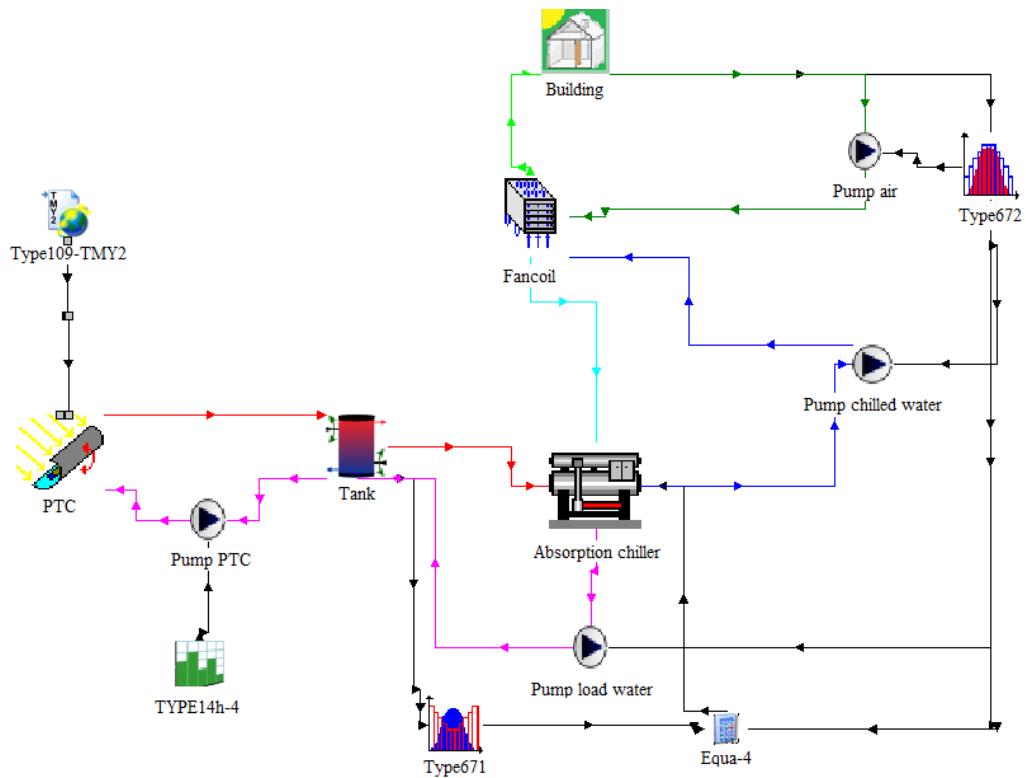 Building
Pump air
Type672
TMY2
Type109-TMY2
Fancoil
Pump chilled water
PTC
Tank
Pump PTC
Absorption chiller
TYPE14h-4
Pump load water
Type671
Equa-4